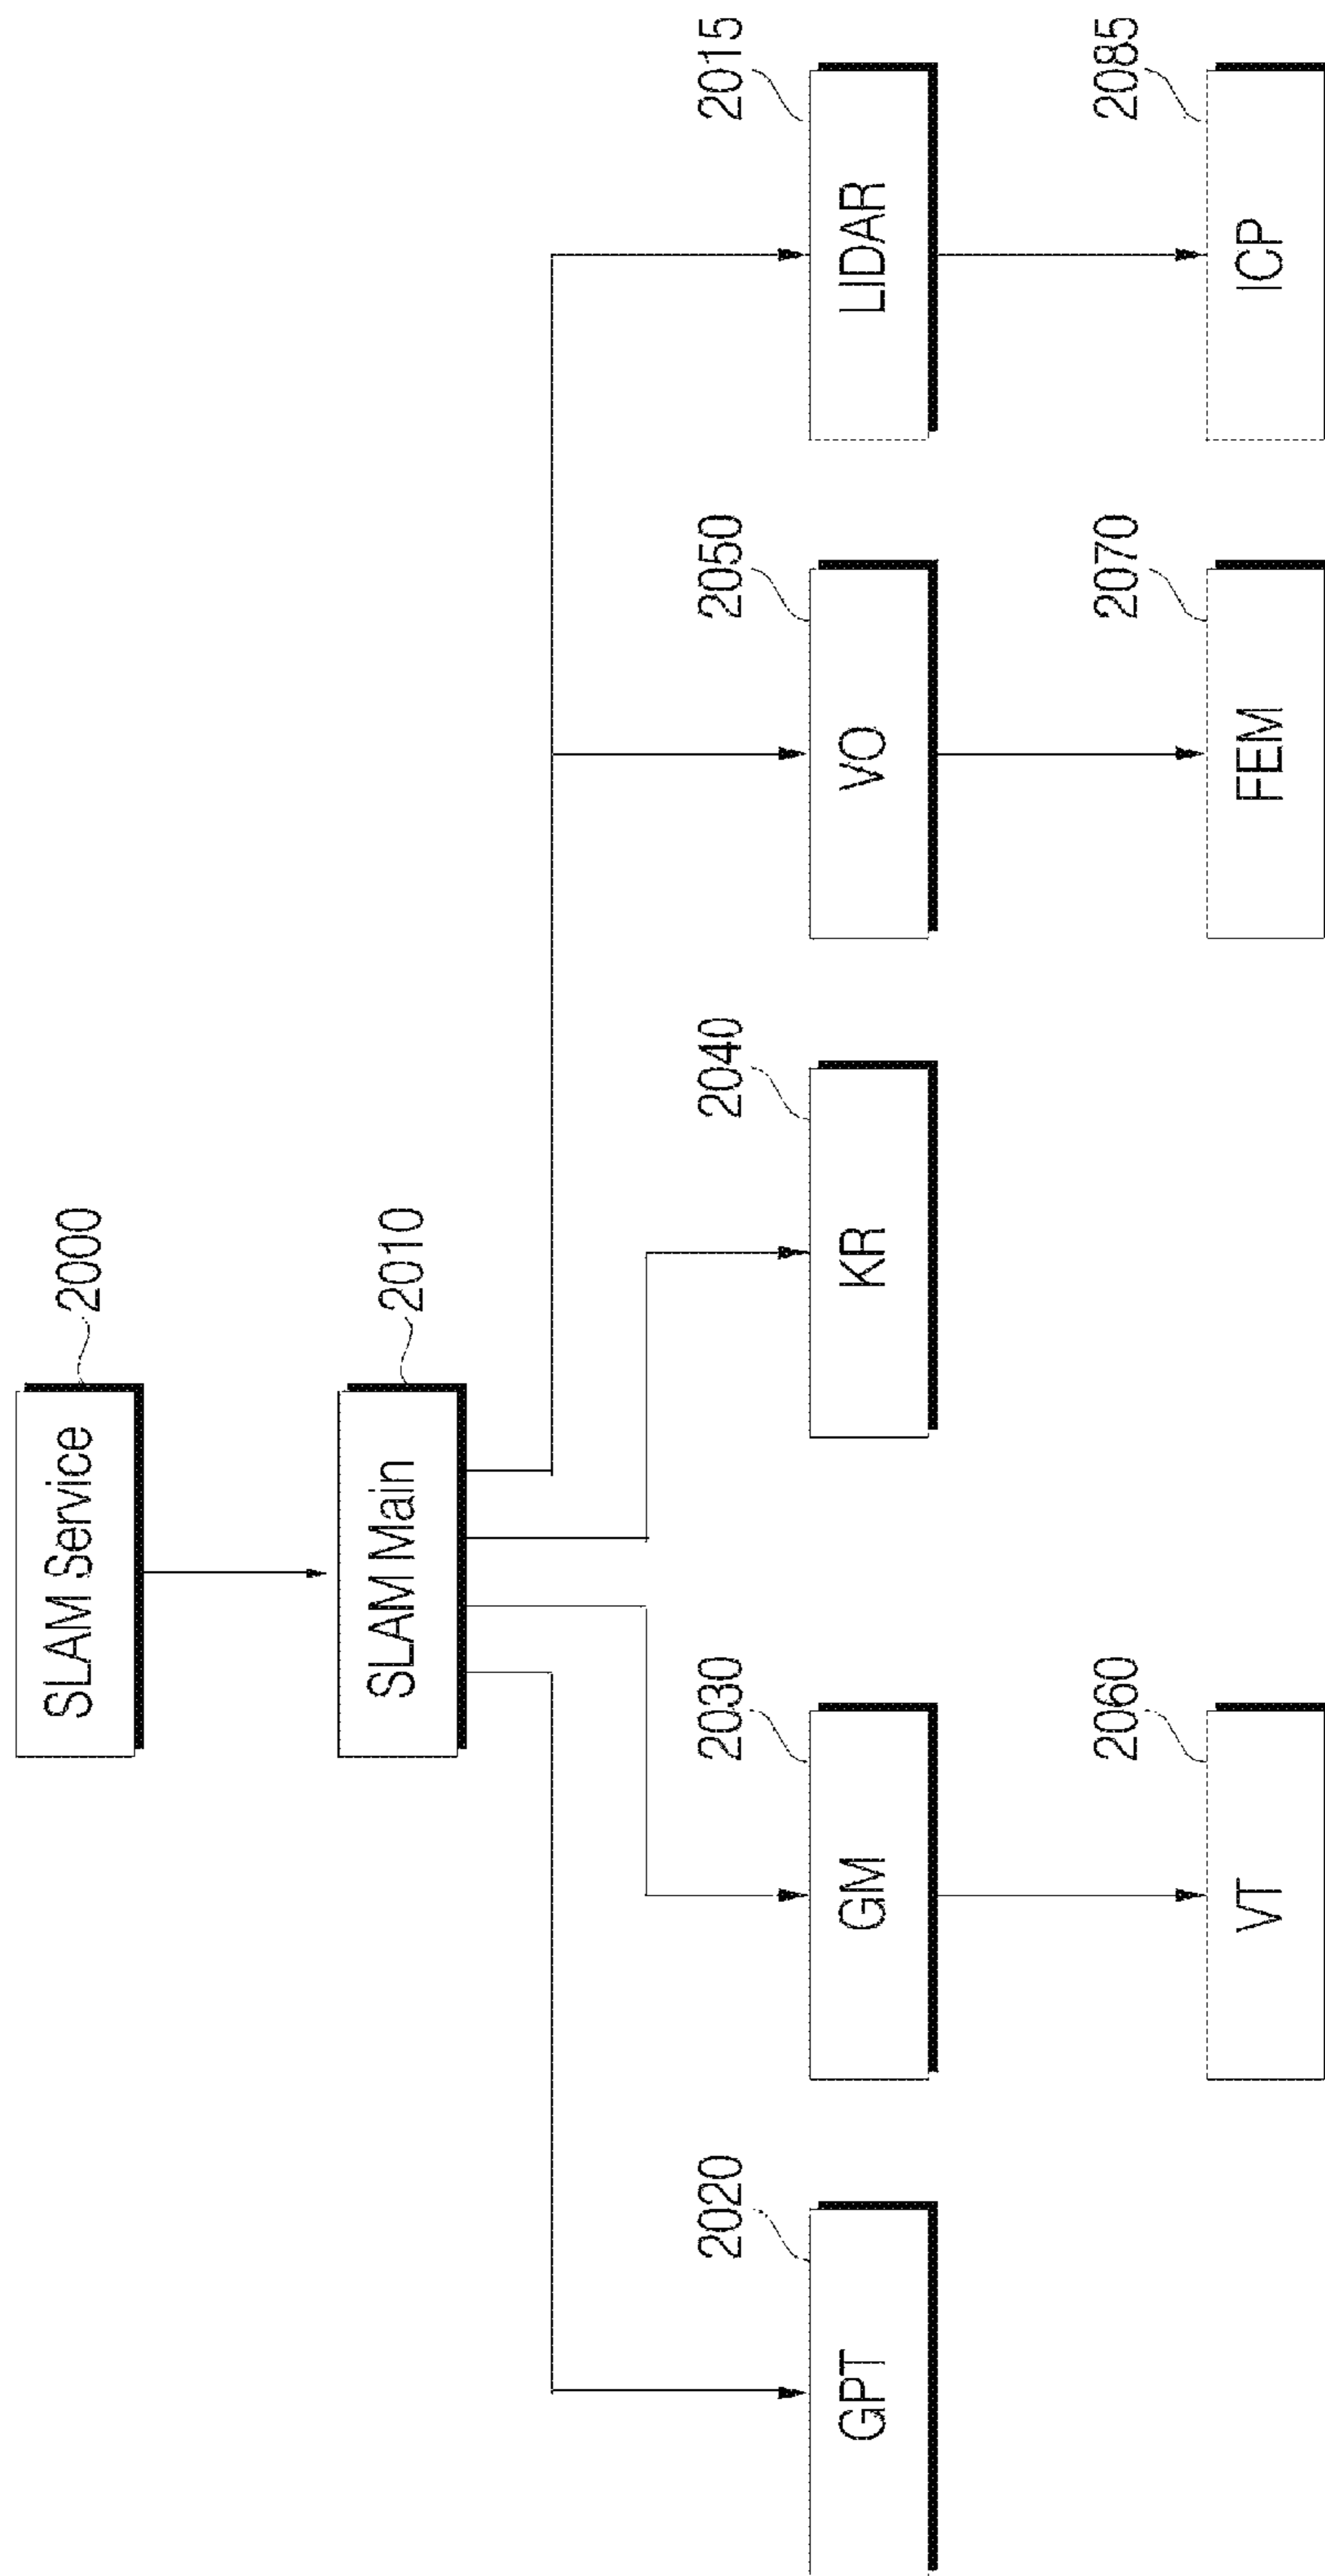 SLAM Service
2000
SLAM Main
2010
GPT
2020
GM
2030
KR
2040
VO
2050
LIDAR
2015
VT
2060
FEM
2070
ICP
2085